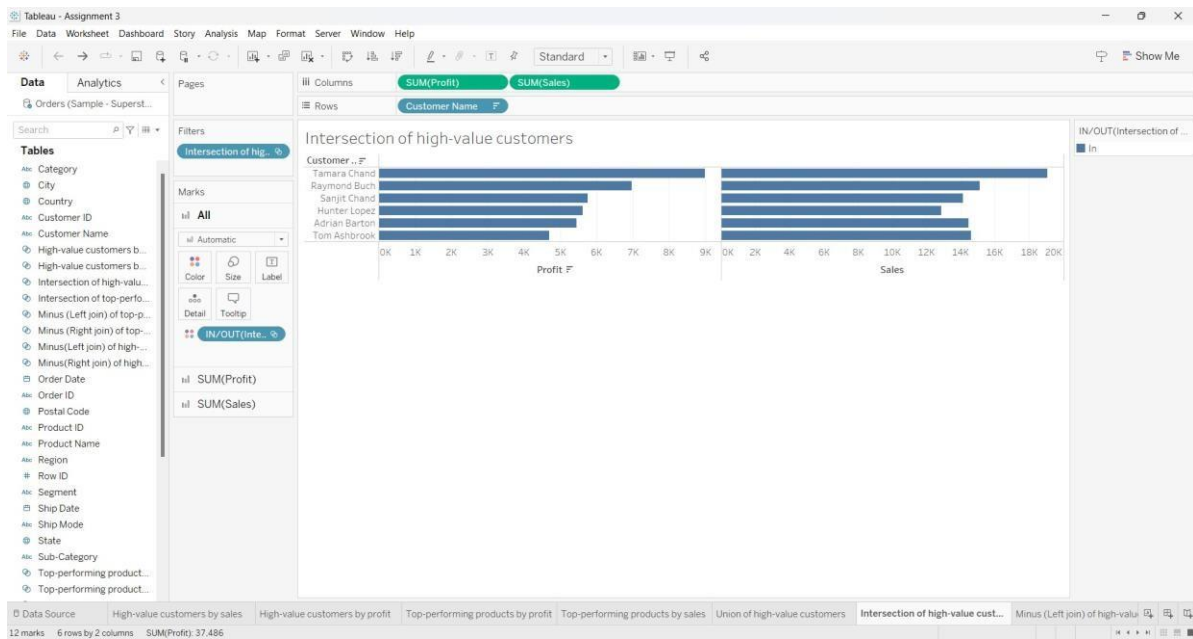 Tableau - Assignment 3
File Data Worksheet Dashboard Story Analysis Map Format Server Window Help
Standard
Show Me
Data Analytics
Orders (Sample - Superst...
Search
Tables
Abc Category
City
Country
Abc Customer ID
Abc Customer Name
High-value customers b...
High-value customers b...
Intersection of high-valu...
Intersection of top-perfo...
Minus (Left join) of top-p...
Minus (Right join) of top-...
Minus(Left join) of high-...
Minus(Right join) of high...
Order Date
Abc Order ID
Postal Code
Abc Product ID
Abc Product Name
Abc Region
# Row ID
Abc Segment
Ship Date
Abc Ship Mode
State
Abc Sub-Category
Top-performing product...
Top-performing product...
Pages
Filters
Intersection of hig..
Marks
All
Automatic
Color Size Label
Detail Tooltip
IN/OUT(Inte..
SUM(Profit)
SUM(Sales)
Columns SUM(Profit) SUM(Sales)
Rows Customer Name
Intersection of high-value customers
Customer ..
Tamara Chand
Raymond Buch
Sanjit Chand
Hunter Lopez
Adrian Barton
Tom Ashbrook
0K 1K 2K 3K 4K 5K 6K 7K 8K 9K 0K 2K 4K 6K 8K 10K 12K 14K 16K 18K 20K
Profit Sales
IN/OUT(Intersection of ...
In
Data Source High-value customers by sales High-value customers by profit Top-performing products by profit Top-performing products by sales Union of high-value customers Intersection of high-value cust... Minus (Left join) of high-valu
12 marks 6 rows by 2 columns SUM(Profit): 37,486